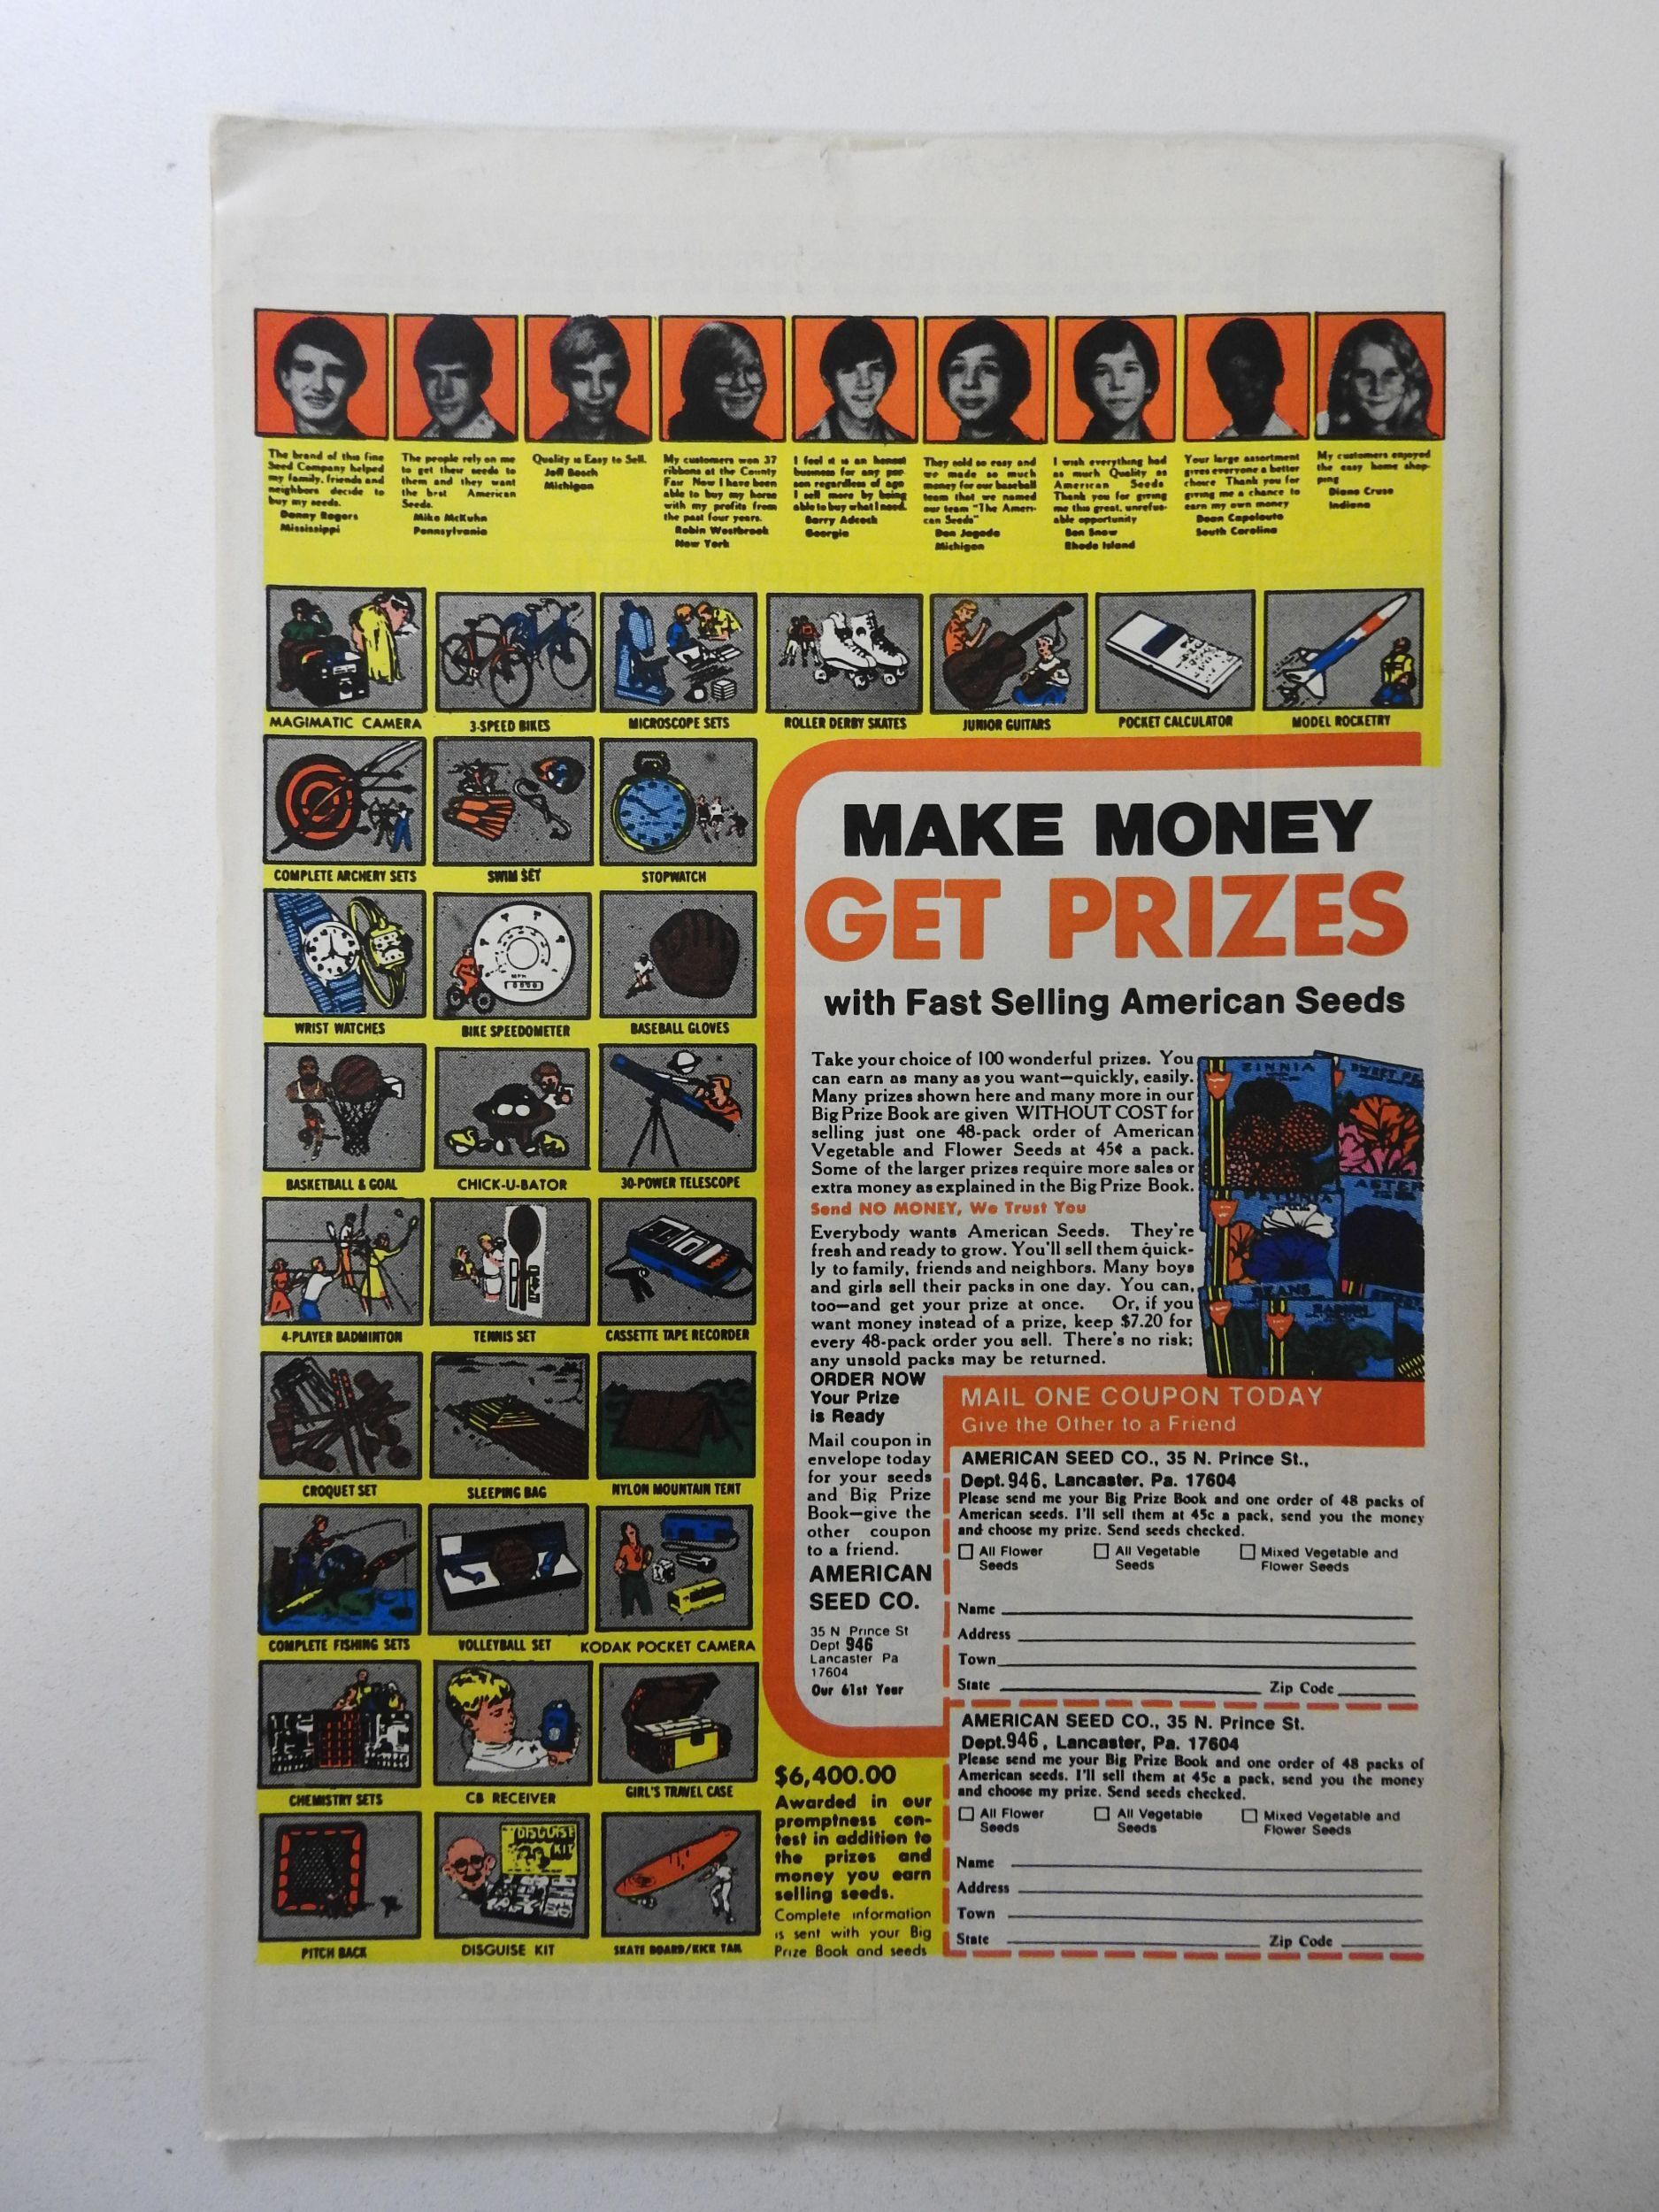 The brand of this fine
Seed Company helped
my family, friends and
neighbors decide to
buy my seeds.
Danny Rogers
Mississippi
The people rely on me
to get their seeds to
them and they want
the best American
Seeds.
Mike McKuhn
Pennsylvania
Quality is Easy to Sell.
Jeff Bosch
Michigan
My customers won 37
ribbons at the County
Fair Now I have been
able to buy my horse
with my profits from
the past four years.
Robin Westbrook
New York
I feel it is an honest
business for any per-
son regardless of age
I sell more by being
able to buy what I need.
Barry Adcock
Georgia
They sold so easy and
we made so much
money for our baseball
team that we named
our team "The Ameri-
can Seeds"
Don Jagoda
Michigan
I wish everything had
as much Quality as
American Seeds
Thank you for giving
me this great, unrefus-
able opportunity
Ben Snow
Rhode Island
Your large assortment
gives everyone a better
choice Thank you for
giving me a chance to
earn my own money
Dean Capolouto
South Carolina
My customers enjoyed
the easy home shop-
ping
Diana Cruse
Indiana
MAGIMATIC CAMERA
3-SPEED BIKES
MICROSCOPE SETS
ROLLER DERBY SKATES
JUNIOR GUITARS
POCKET CALCULATOR
MODEL ROCKETRY
COMPLETE ARCHERY SETS
SWIM SET
STOPWATCH
WRIST WATCHES
MPH
BIKE SPEEDOMETER
BASEBALL GLOVES
BASKETBALL & GOAL
CHICK-U-BATOR
30-POWER TELESCOPE
4-PLAYER BADMINTON
TENNIS SET
CASSETTE TAPE RECORDER
CROQUET SET
SLEEPING BAG
NYLON MOUNTAIN TENT
COMPLETE FISHING SETS
VOLLEYBALL SET
KODAK POCKET CAMERA
CHEMISTRY SETS
CB RECEIVER
GIRL'S TRAVEL CASE
PITCH BACK
DISGUISE
KIT
DISGUISE KIT
SKATE BOARD/KICK TAIL
MAKE MONEY
GET PRIZES
with Fast Selling American Seeds
Take your choice of 100 wonderful prizes. You
can earn as many as you want—quickly, easily.
Many prizes shown here and many more in our
Big Prize Book are given WITHOUT COST for
selling just one 48-pack order of American
Vegetable and Flower Seeds at 45¢ a pack.
Some of the larger prizes require more sales or
extra money as explained in the Big Prize Book.
Send NO MONEY, We Trust You
Everybody wants American Seeds. They're
fresh and ready to grow. You'll sell them quick-
ly to family, friends and neighbors. Many boys
and girls sell their packs in one day. You can,
too—and get your prize at once. Or, if you
want money instead of a prize, keep $7.20 for
every 48-pack order you sell. There's no risk;
any unsold packs may be returned.
ZINNIA
SWEET PE
PETUNIA
ASTER
BEANS
RADISH
ORDER NOW
Your Prize
is Ready
Mail coupon in
envelope today
for your seeds
and Big Prize
Book—give the
other coupon
to a friend.
AMERICAN
SEED CO.
35 N Prince St
Dept 946
Lancaster Pa
17604
Our 61st Year
MAIL ONE COUPON TODAY
Give the Other to a Friend
AMERICAN SEED CO., 35 N. Prince St.,
Dept. 946, Lancaster, Pa. 17604
Please send me your Big Prize Book and one order of 48 packs of
American seeds. I'll sell them at 45c a pack, send you the money
and choose my prize. Send seeds checked.
All Flower
Seeds
All Vegetable
Seeds
Mixed Vegetable and
Flower Seeds
Name
Address
Town
State Zip Code
AMERICAN SEED CO., 35 N. Prince St.
Dept.946, Lancaster, Pa. 17604
Please send me your Big Prize Book and one order of 48 packs of
American seeds. I'll sell them at 45c a pack, send you the money
and choose my prize. Send seeds checked.
All Flower
Seeds
All Vegetable
Seeds
Mixed Vegetable and
Flower Seeds
Name
Address
Town
State Zip Code
$6,400.00
Awarded in our
promptness con-
test in addition to
the prizes and
money you earn
selling seeds.
Complete information
is sent with your Big
Prize Book and seeds